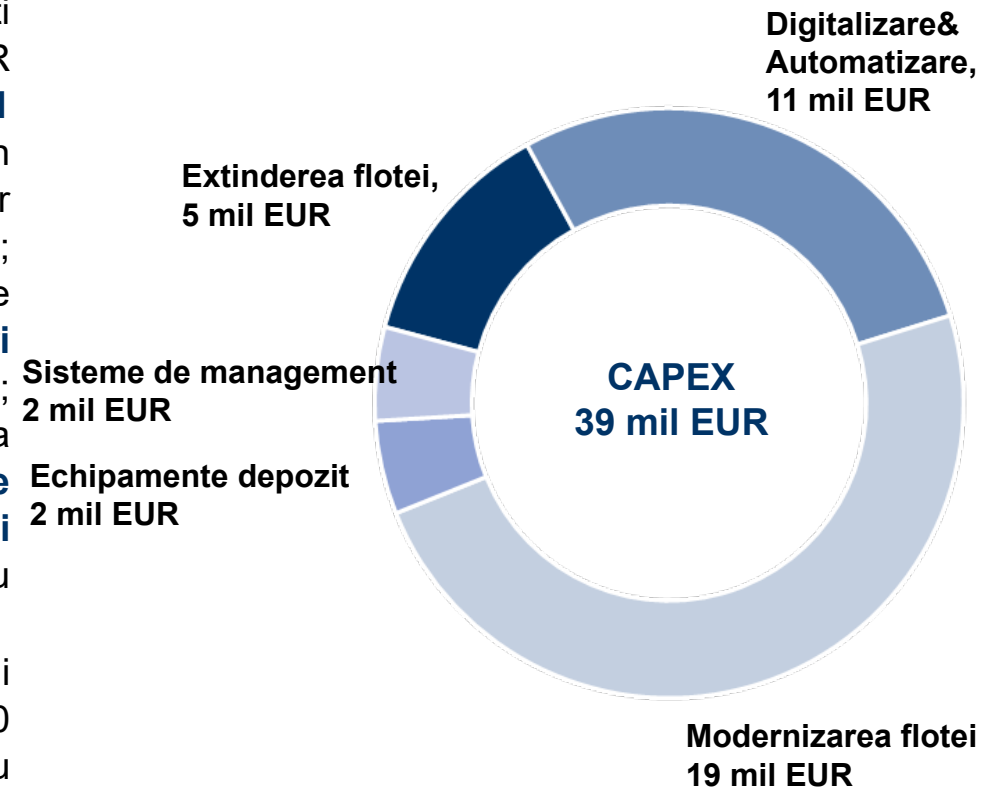 Digitalizare&
Automatizare,
11 mil EUR
Extinderea flotei,
5 mil EUR
Sisteme de management
2 mil EUR
CAPEX
39 mil EUR
Echipamente depozit
2 mil EUR
Modernizarea flotei
19 mil EUR